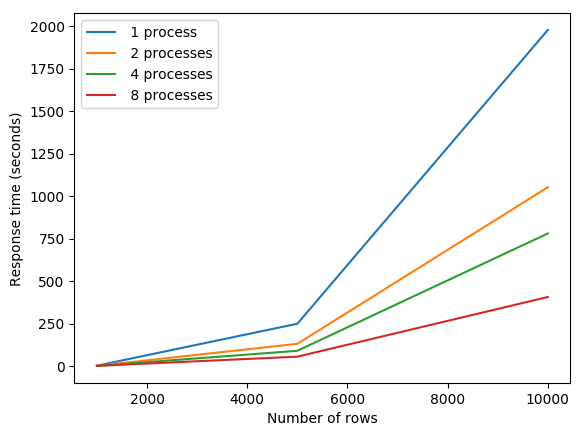 2000
1750
1500
1250
1000
750
500
250
0
Response time (seconds)
1 process
2 processes
4 processes
8 processes
2000 4000 6000 8000 10000
Number of rows